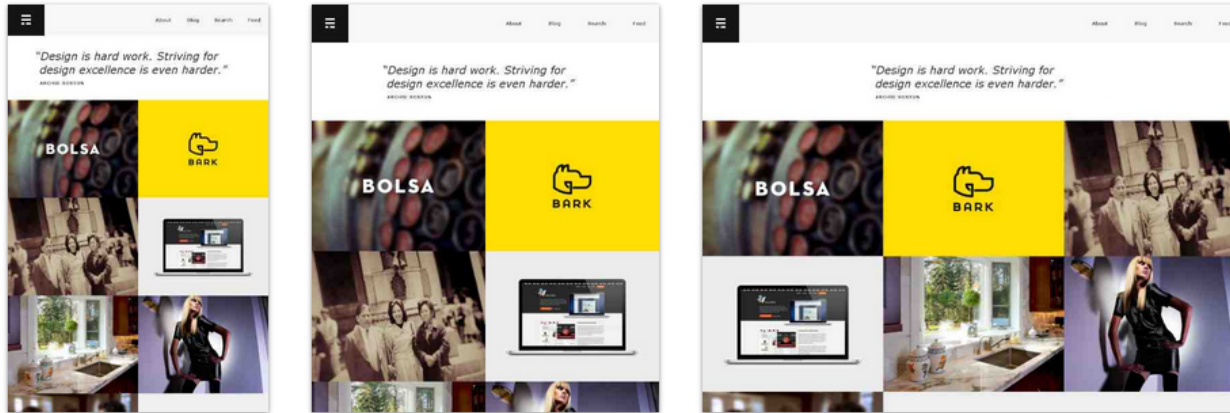 About Blog Search Feed
“Design is hard work. Striving for
design excellence is even harder.”
BOLSA
BARK
About Blog Search Feed
“Design is hard work. Striving for
design excellence is even harder.”
BOLSA
BARK
About Blog Search Feed
“Design is hard work. Striving for
design excellence is even harder.”
BOLSA
BARK